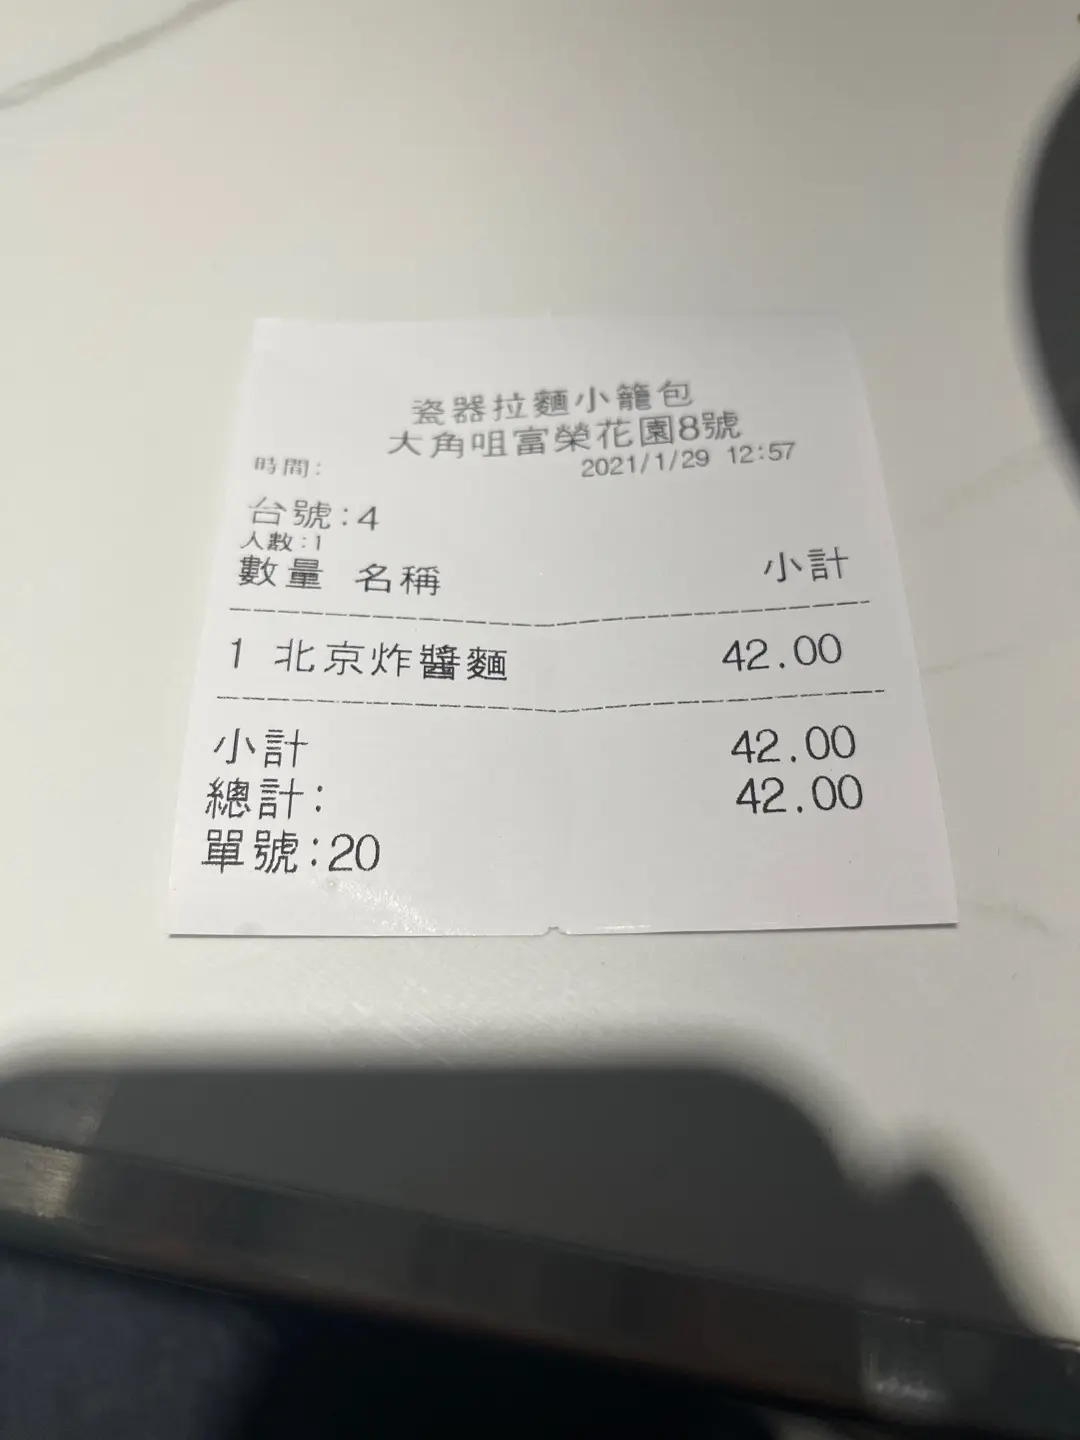 瓷器拉麵小籠包
大角咀富榮花園8號
時間: 2021/1/29 12:57
台號:4
人數:1
數量 名稱 小計
1 北京炸醬麵 42.00
小計 42.00
總計: 42.00
單號:20